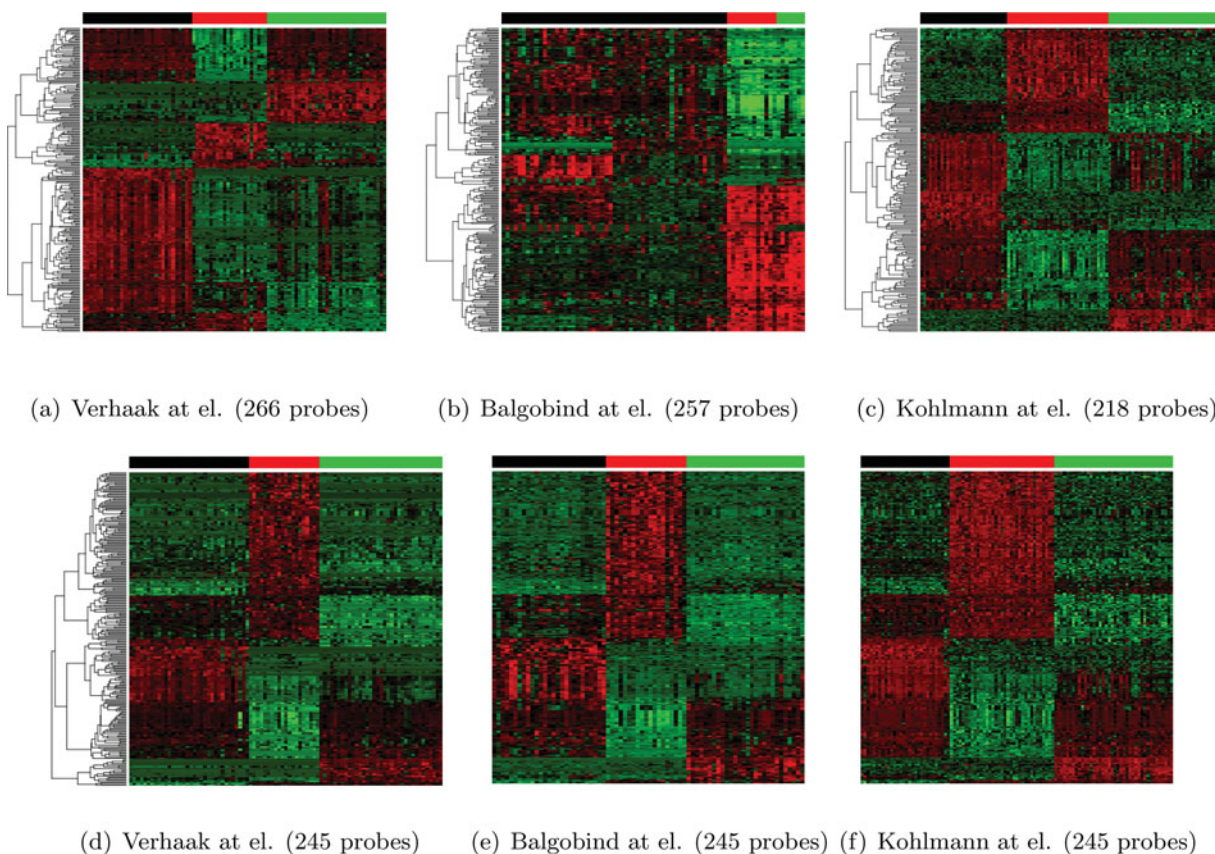 (a) Verhaak at el. (266 probes)
(b) Balgobind at el. (257 probes)
(c) Kohlmann at el. (218 probes)
(d) Verhaak at el. (245 probes)
(e) Balgobind at el. (245 probes)
(f) Kohlmann at el. (245 probes)